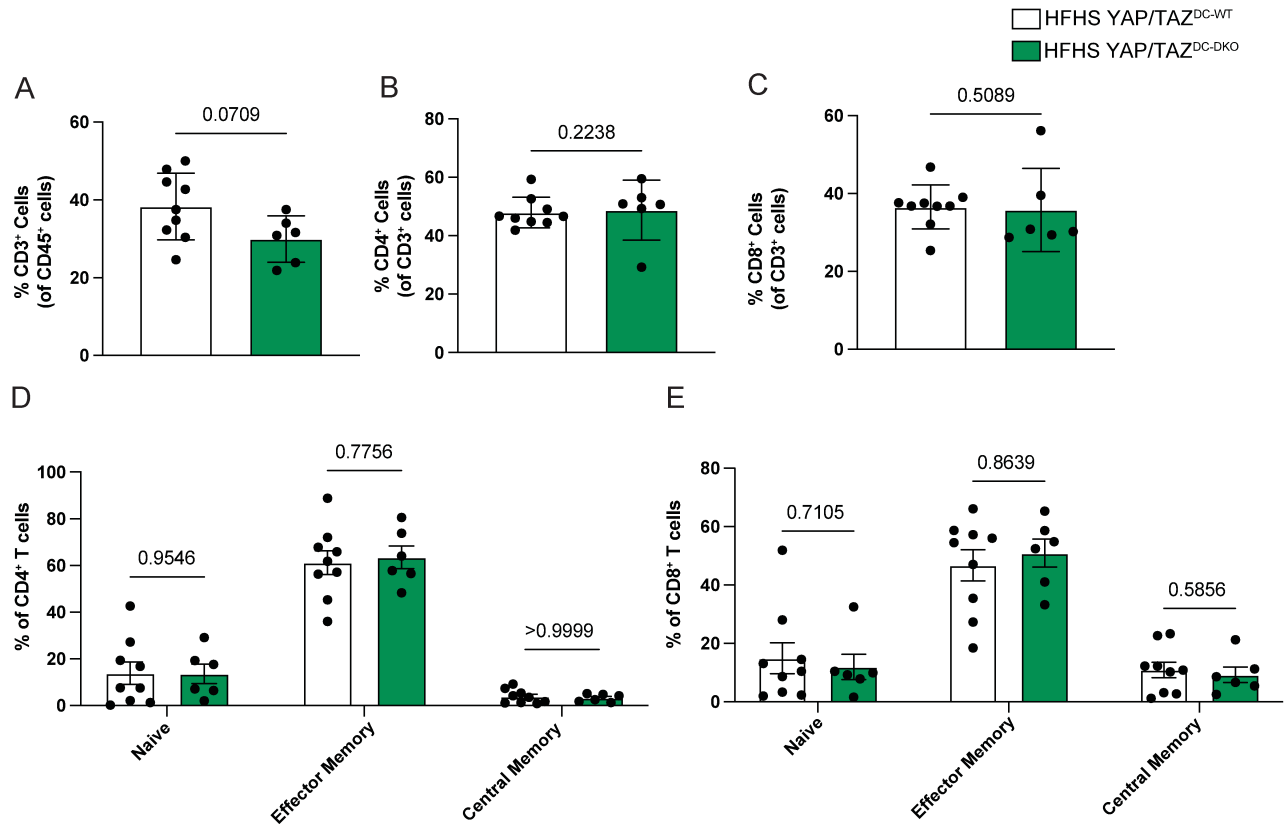 HFHS YAP/TAZ^DC-WT
HFHS YAP/TAZ^DC-DKO
A
0.0709
% CD3⁺ Cells
(of CD45⁺ cells)
60
40
20
0
B
0.2238
% CD4⁺ Cells
(of CD3⁺ cells)
80
60
40
20
0
C
0.5089
% CD8⁺ Cells
(of CD3⁺ cells)
60
40
20
0
D
% of CD4⁺ T cells
100
80
60
40
20
0
0.9546
0.7756
>0.9999
Naive
Effector Memory
Central Memory
E
% of CD8⁺ T cells
80
60
40
20
0
0.7105
0.8639
0.5856
Naive
Effector Memory
Central Memory